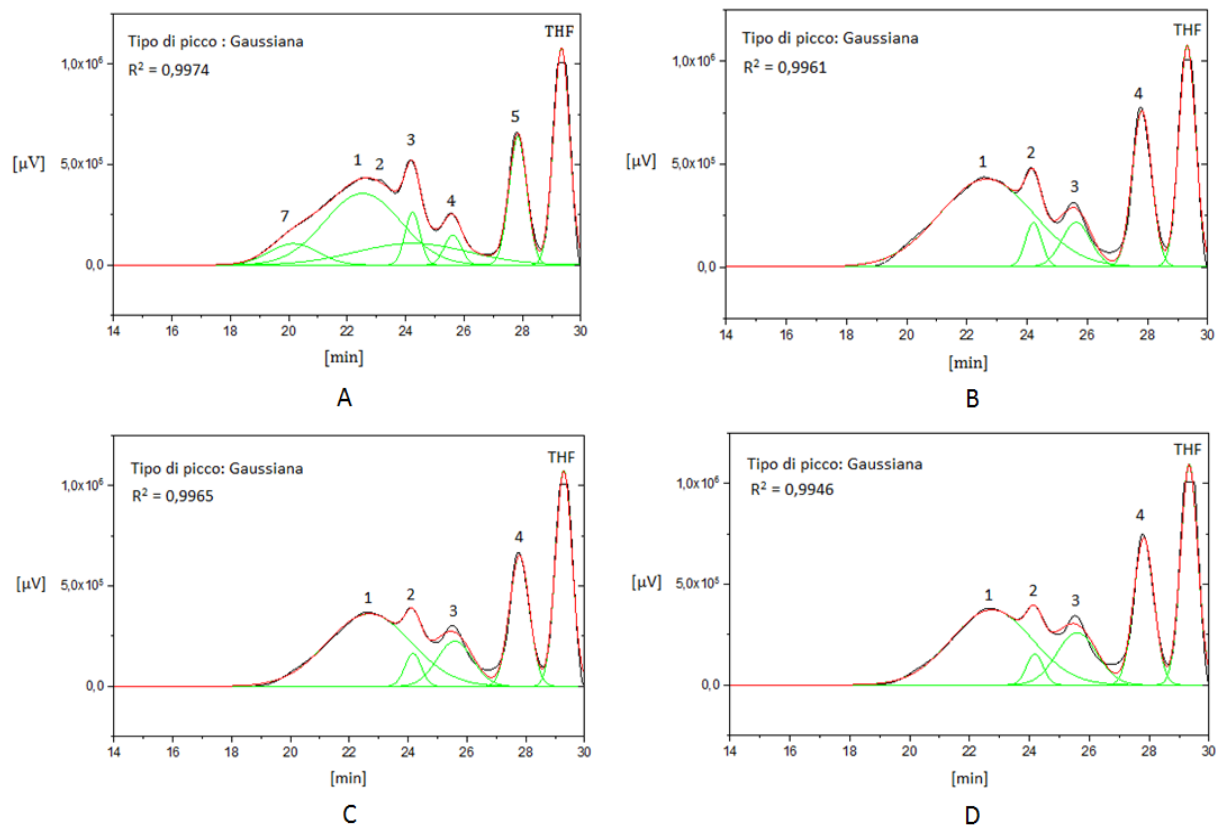 Tipo di picco : Gaussiana
R² = 0,9974
THF
1,0x10⁶
5,0x10⁵
0,0
[µV]
7
1
2
3
4
5
14 16 18 20 22 24 26 28 30
[min]
A
Tipo di picco: Gaussiana
R² = 0,9961
THF
1,0x10⁶
5,0x10⁵
0,0
[µV]
1
2
3
4
14 16 18 20 22 24 26 28 30
[min]
B
Tipo di picco: Gaussiana
R² = 0,9965
THF
1,0x10⁶
5,0x10⁵
0,0
[µV]
1
2
3
4
14 16 18 20 22 24 26 28 30
[min]
C
Tipo di picco: Gaussiana
R² = 0,9946
THF
1,0x10⁶
5,0x10⁵
0,0
[µV]
1
2
3
4
14 16 18 20 22 24 26 28 30
[min]
D